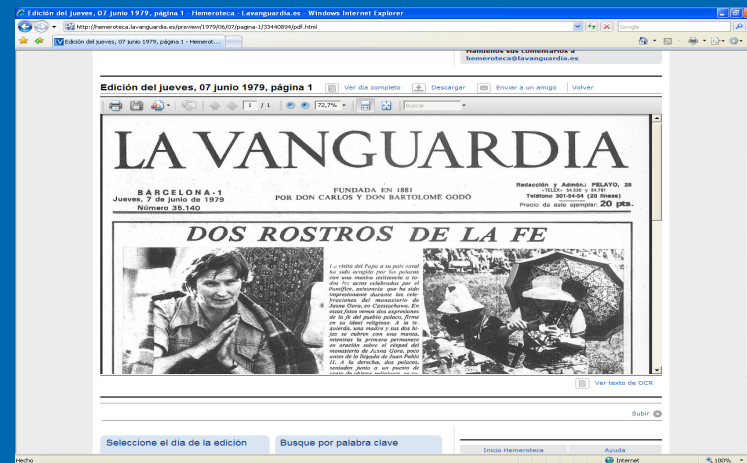 Edición del jueves, 07 junio 1979, página 1 - Hemeroteca - Lavanguardia.es - Windows Internet Explorer
http://hemeroteca.lavanguardia.es/preview/1979/06/07/pagina-1/33440894/pdf.html
Google
Edición del jueves, 07 junio 1979, página 1 - Hemerot...
Mándenos sus comentarios a
hemeroteca@lavanguardia.es
Edición del jueves, 07 junio 1979, página 1
Ver día completo
Descargar
Enviar a un amigo
Volver
1 / 1
72,7%
Buscar
LA VANGUARDIA
BARCELONA-1
Jueves, 7 de junio de 1979
Número 35.140
FUNDADA EN 1881
POR DON CARLOS Y DON BARTOLOMÉ GODÓ
Redacción y Admón.: PELAYO, 28
-TELEX- 54.530 y 54.781
Teléfono 301-54-54 (20 líneas)
Precio de este ejemplar: 20 pts.
DOS ROSTROS DE LA FE
La visita del Papa a su país natal
ha sido acogida por los polacos
con una masiva asistencia a to-
dos los actos celebrados por el
Pontífice, asistencia que ha sido
impresionante durante las cele-
braciones del monasterio de
Jasna Gora, en Czestochowa. En
estas fotos vemos dos expresiones
de la fe del pueblo polaco, firme
en su ideal religioso. A la iz-
quierda, una madre y sus dos hi-
jas se cubren con una manta,
mientras la primera permanece
en oración sobre el césped del
monasterio de Jasna Gora, poco
antes de la llegada de Juan Pablo
II. A la derecha, dos polacos,
sentados junto a un puesto de
Ver texto de OCR
Subir
Seleccione el día de la edición
Busque por palabra clave
Inicio Hemeroteca
Ayuda
Hecho
Internet
100%